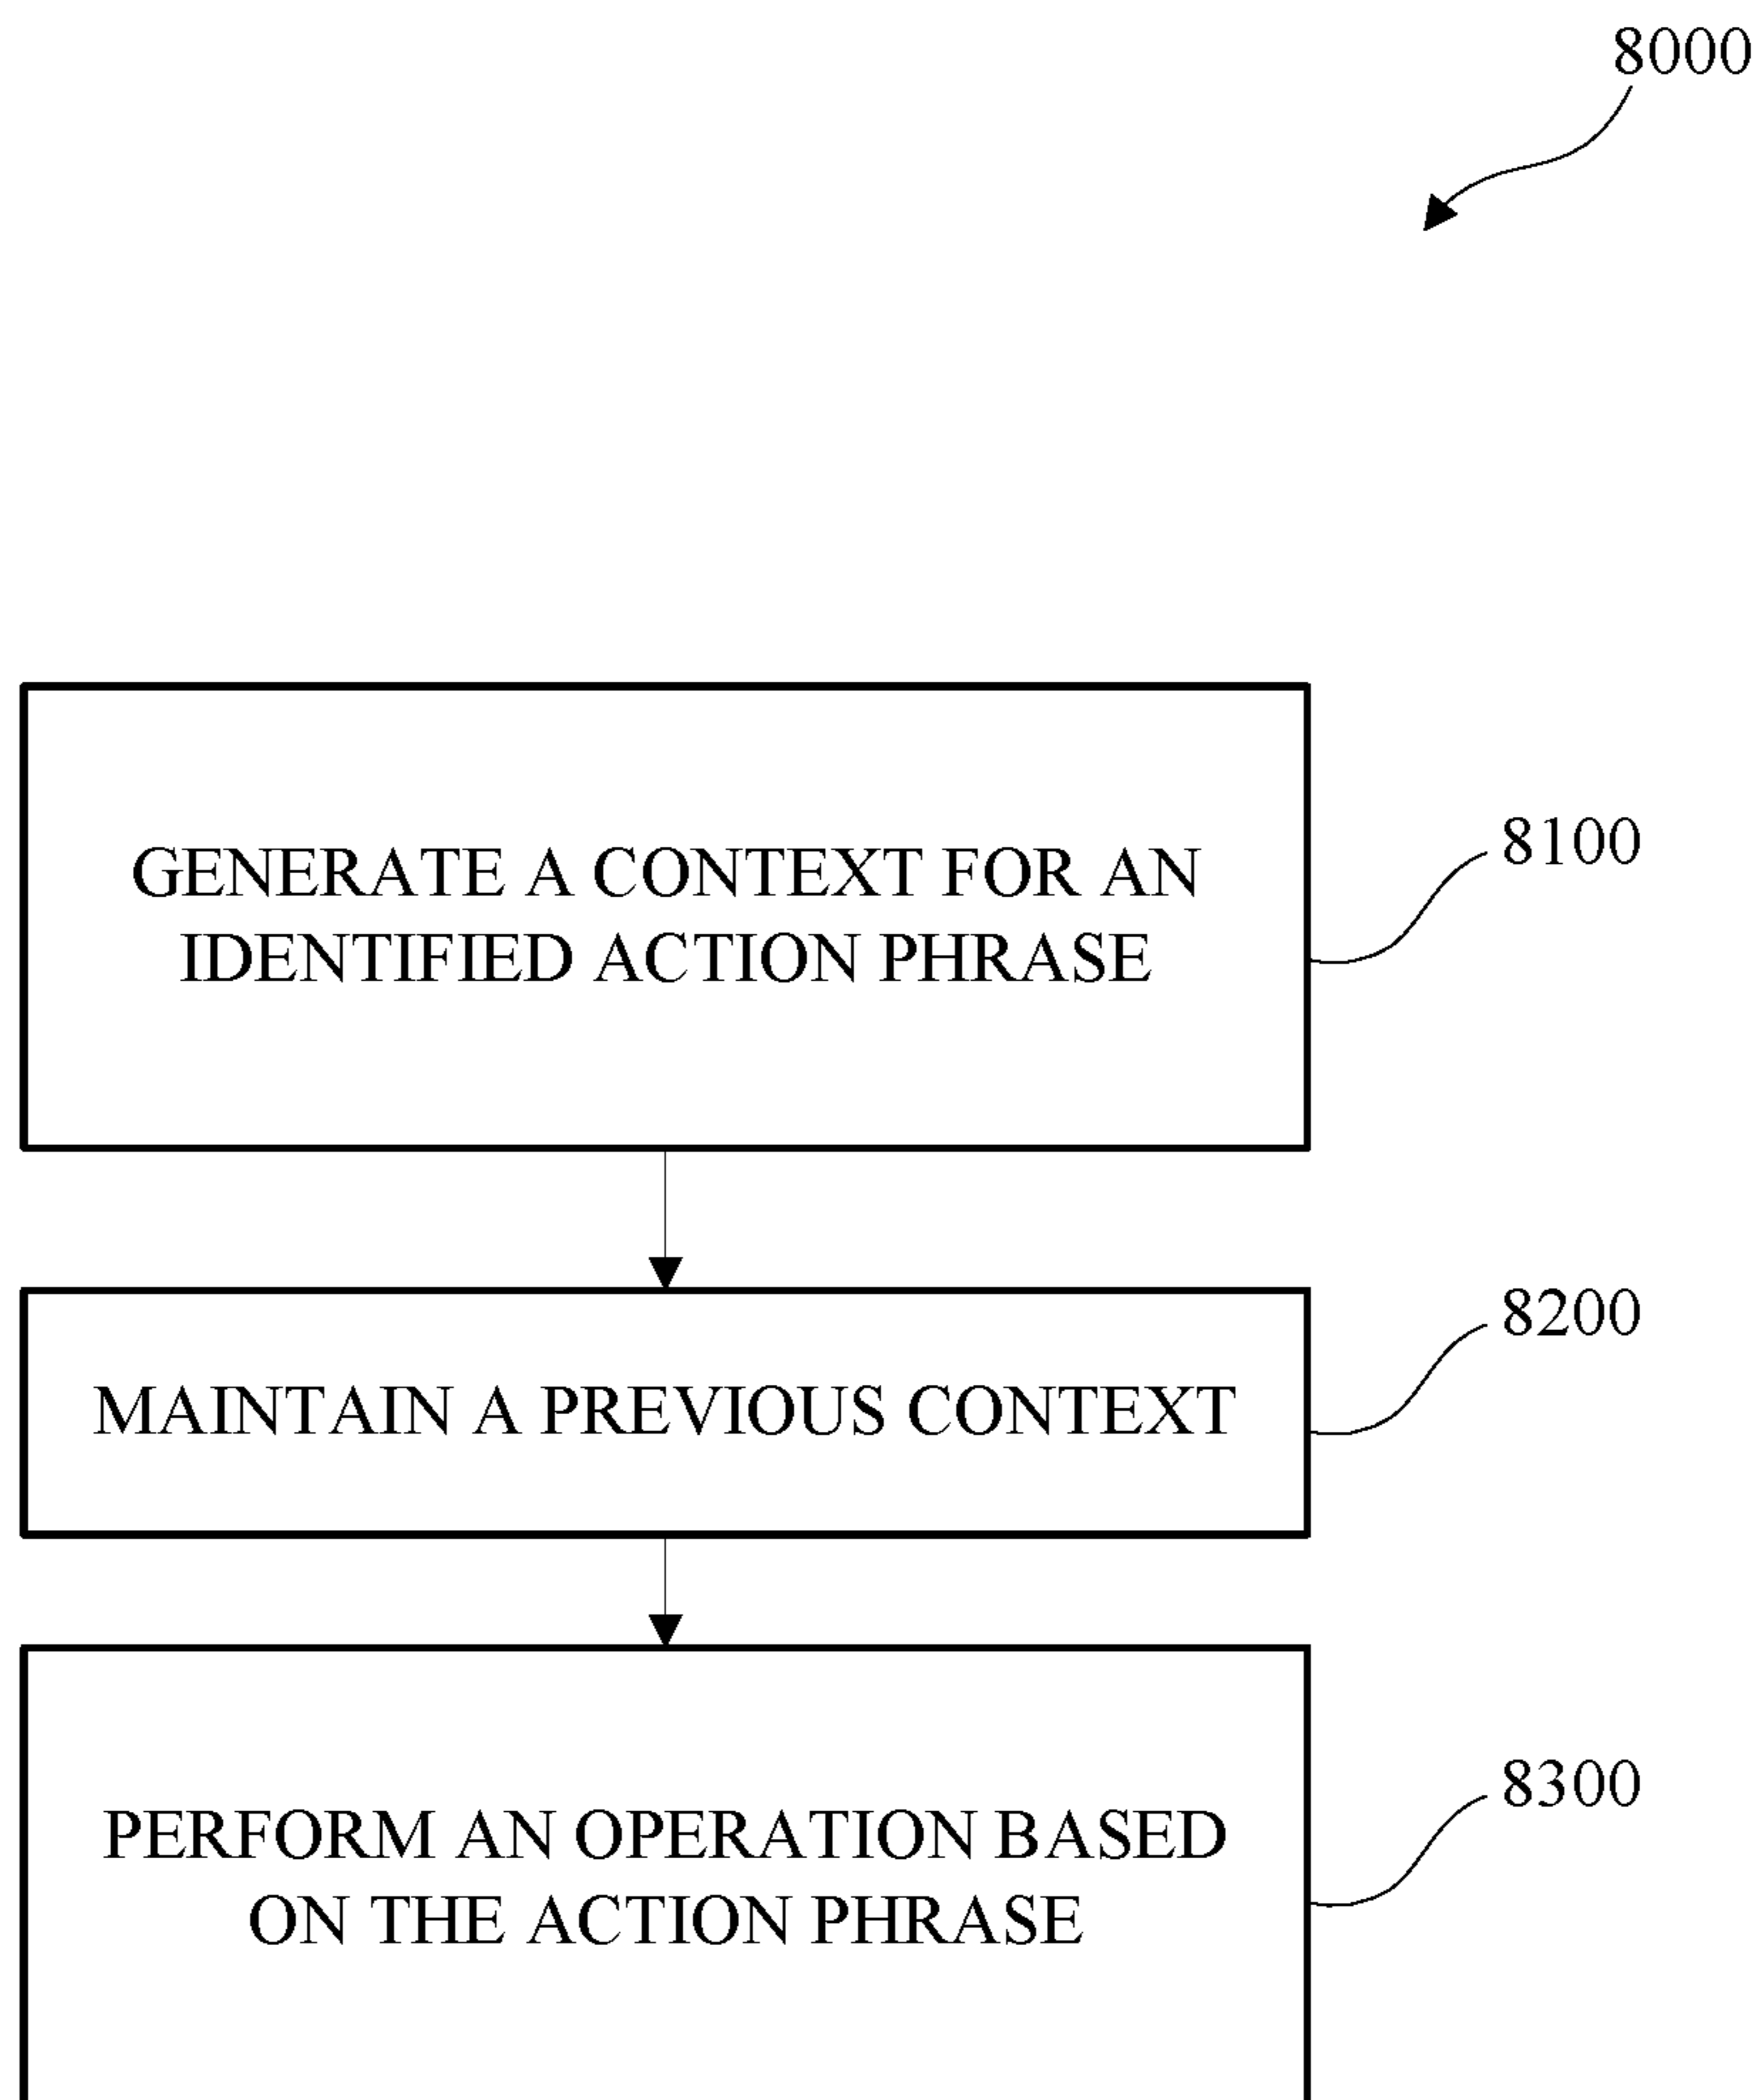 8000
GENERATE A CONTEXT FOR AN
IDENTIFIED ACTION PHRASE
8100
MAINTAIN A PREVIOUS CONTEXT
8200
PERFORM AN OPERATION BASED
ON THE ACTION PHRASE
8300